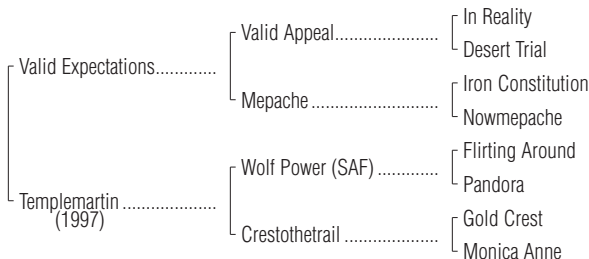 In Reality
Valid Appeal........................
Desert Trial
Valid Expectations.............
Iron Constitution
Mepache.............................
Nowmepache
Flirting Around
Wolf Power (SAF)..............
Pandora
Templemartin.....................
(1997)
Gold Crest
Crestothetrail......................
Monica Anne